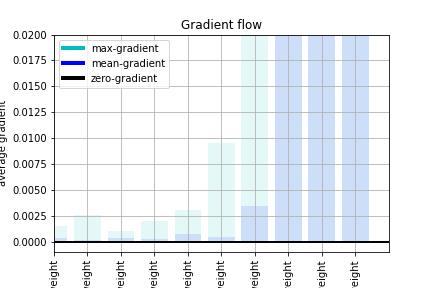 Gradient flow
max-gradient
mean-gradient
zero-gradient
0.0200
0.0175
0.0150
0.0125
0.0100
0.0075
0.0050
0.0025
0.0000
average gradient
eight
eight
eight
eight
eight
eight
eight
eight
eight
eight